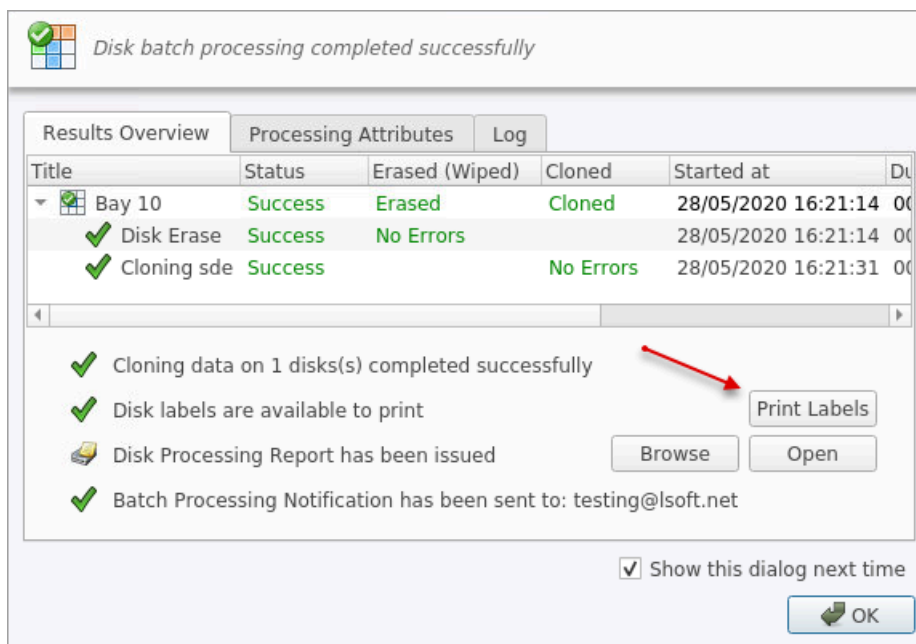 Disk batch processing completed successfully
Results Overview Processing Attributes Log
Title Status Erased (Wiped) Cloned Started at Du
Bay 10 Success Erased Cloned 28/05/2020 16:21:14 00
Disk Erase Success No Errors 28/05/2020 16:21:14 00
Cloning sde Success No Errors 28/05/2020 16:21:31 00
Cloning data on 1 disks(s) completed successfully
Disk labels are available to print Print Labels
Disk Processing Report has been issued Browse Open
Batch Processing Notification has been sent to: testing@lsoft.net
Show this dialog next time
OK